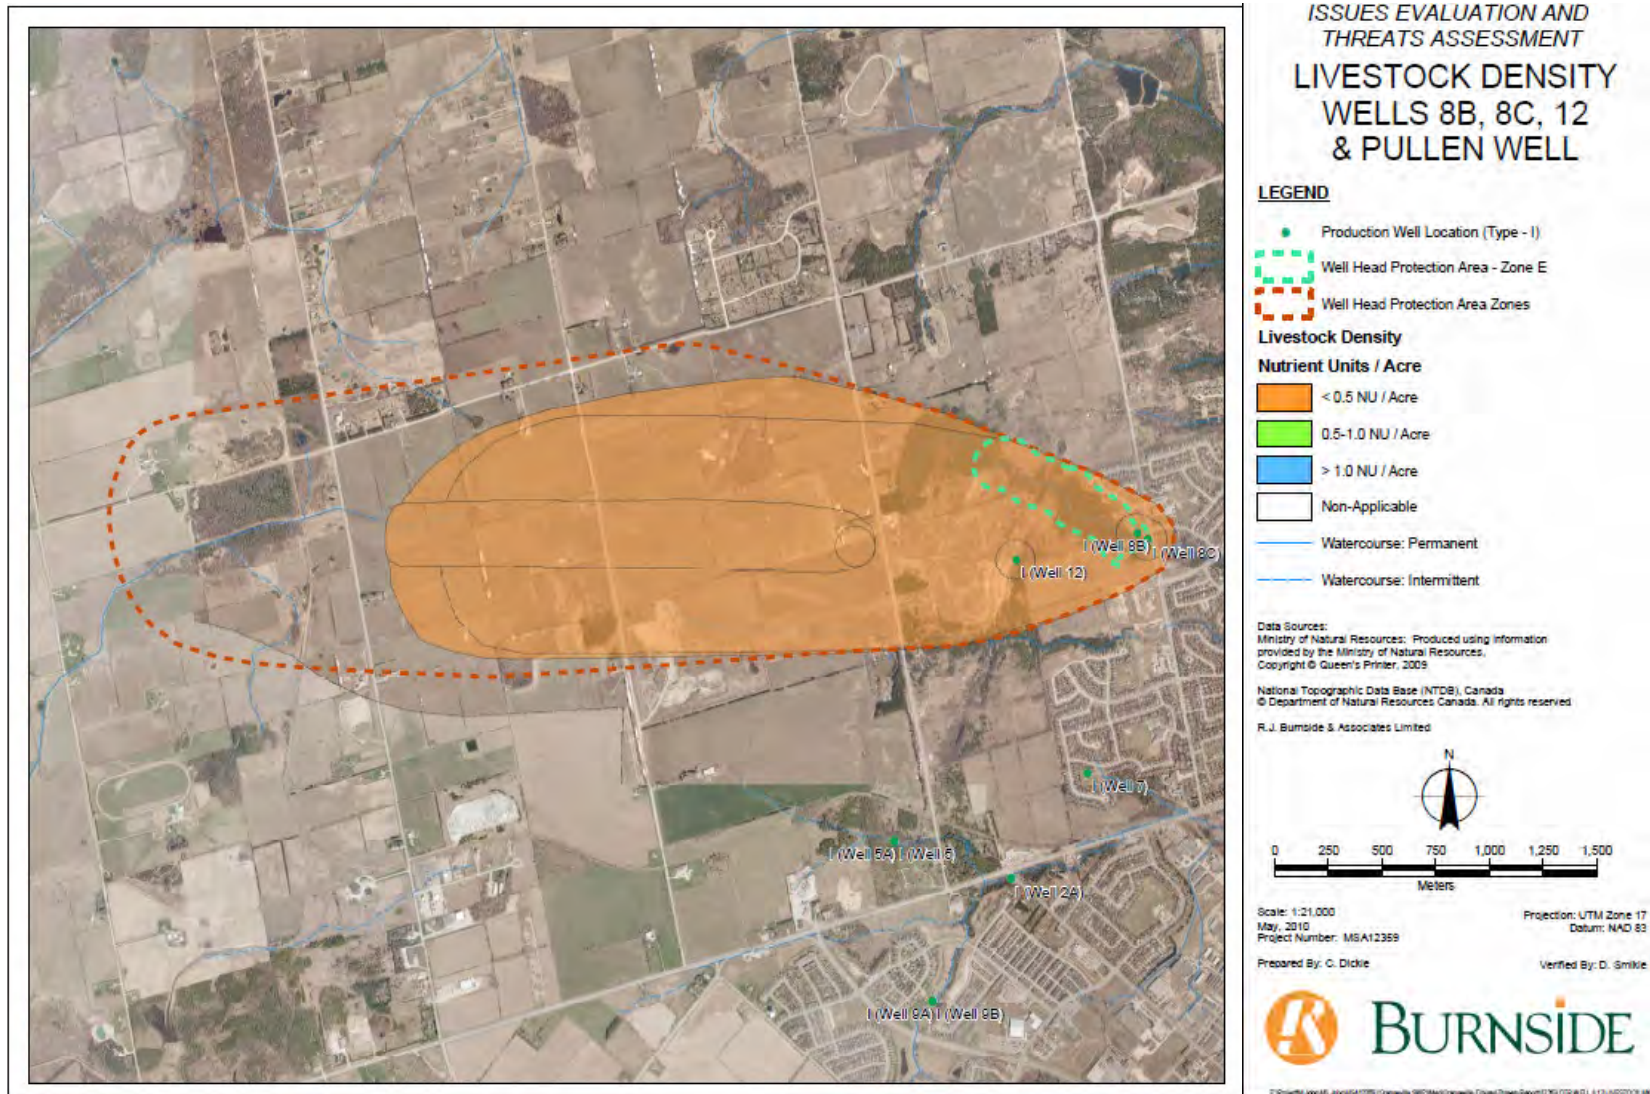 ISSUES EVALUATION AND
THREATS ASSESSMENT
LIVESTOCK DENSITY
WELLS 8B, 8C, 12
& PULLEN WELL
LEGEND
Production Well Location (Type - I)
Well Head Protection Area - Zone E
Well Head Protection Area Zones
Livestock Density
Nutrient Units / Acre
< 0.5 NU / Acre
0.5-1.0 NU / Acre
> 1.0 NU / Acre
Non-Applicable
Watercourse: Permanent
Watercourse: Intermittent
Data Sources:
Ministry of Natural Resources: Produced using information
provided by the Ministry of Natural Resources,
Copyright © Queen's Printer, 2009
National Topographic Data Base (NTDB), Canada
© Department of Natural Resources Canada. All rights reserved
R.J. Burnside & Associates Limited
N
0 250 500 750 1,000 1,250 1,500
Meters
Scale: 1:21,000
May, 2010
Project Number: MSA12359
Projection: UTM Zone 17
Datum: NAD 83
Prepared By: C. Dickie
Verified By: D. Smikle
BURNSIDE
I (Well 8B)
I (Well 8C)
I (Well 12)
I (Well 7)
I (Well 5A) I (Well 5)
I (Well 2A)
I (Well 9A) I (Well 9B)